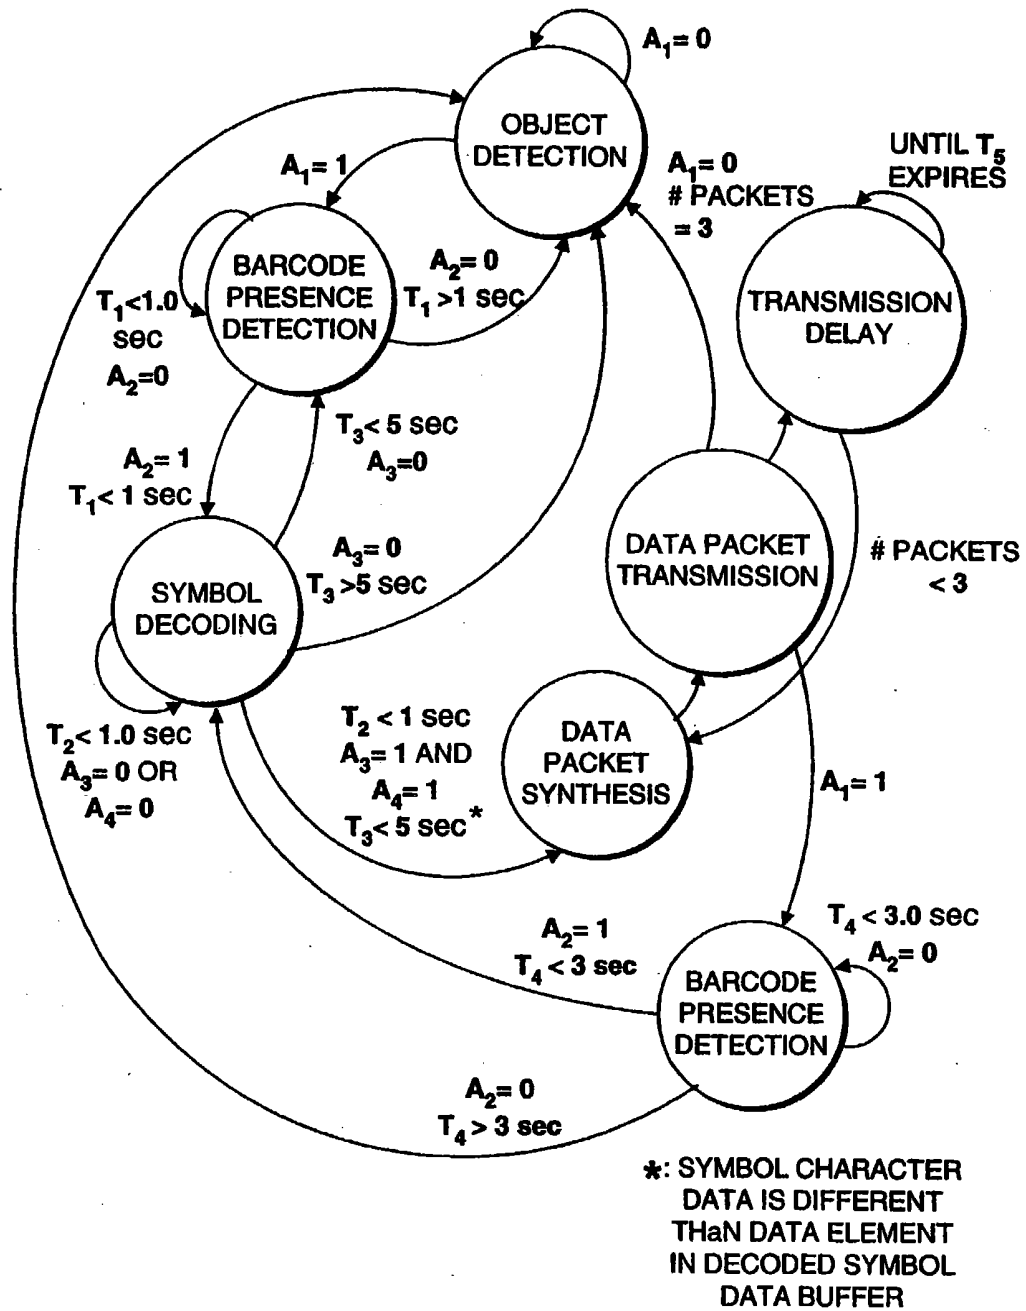 A₁= 0
OBJECT
DETECTION
A₁= 1
A₁= 0
# PACKETS
= 3
UNTIL T₅
EXPIRES
BARCODE
PRESENCE
DETECTION
A₂= 0
T₁ >1 sec
T₁<1.0
sec
A₂=0
TRANSMISSION
DELAY
T₃< 5 sec
A₃=0
A₂= 1
T₁< 1 sec
A₃= 0
T₃ >5 sec
SYMBOL
DECODING
DATA PACKET
TRANSMISSION
# PACKETS
< 3
T₂< 1.0 sec
A₃= 0 OR
A₄= 0
T₂ < 1 sec
A₃= 1 AND
A₄= 1
T₃< 5 sec*
DATA
PACKET
SYNTHESIS
A₁= 1
A₂= 1
T₄ < 3 sec
T₄ < 3.0 sec
A₂= 0
BARCODE
PRESENCE
DETECTION
A₂= 0
T₄ > 3 sec
*: SYMBOL CHARACTER
DATA IS DIFFERENT
THaN DATA ELEMENT
IN DECODED SYMBOL
DATA BUFFER